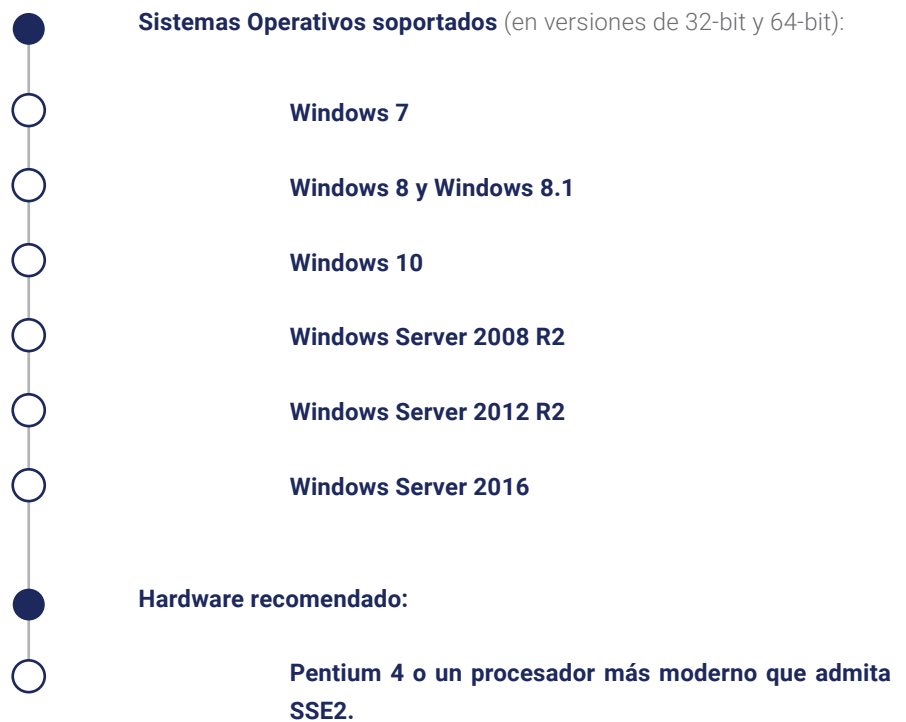 Sistemas Operativos soportados (en versiones de 32-bit y 64-bit):
Windows 7
Windows 8 y Windows 8.1
Windows 10
Windows Server 2008 R2
Windows Server 2012 R2
Windows Server 2016
Hardware recomendado:
Pentium 4 o un procesador más moderno que admita
SSE2.